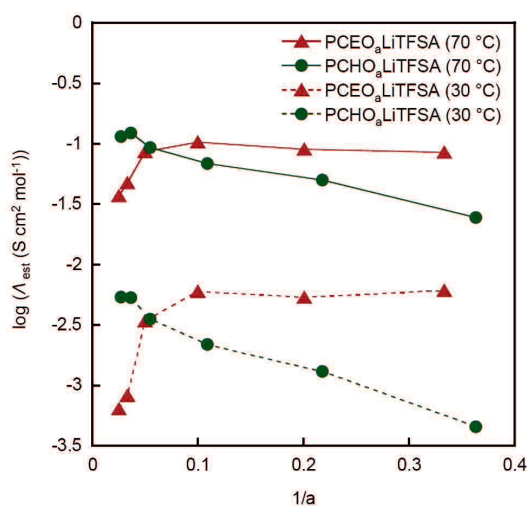 0
-0.5
-1
-1.5
-2
-2.5
-3
-3.5
0
0.1
0.2
0.3
0.4
log (Λ est (S cm² mol⁻¹))
1/a
PCEOₐLiTFSA (70 °C)
PCHOₐLiTFSA (70 °C)
PCEOₐLiTFSA (30 °C)
PCHOₐLiTFSA (30 °C)